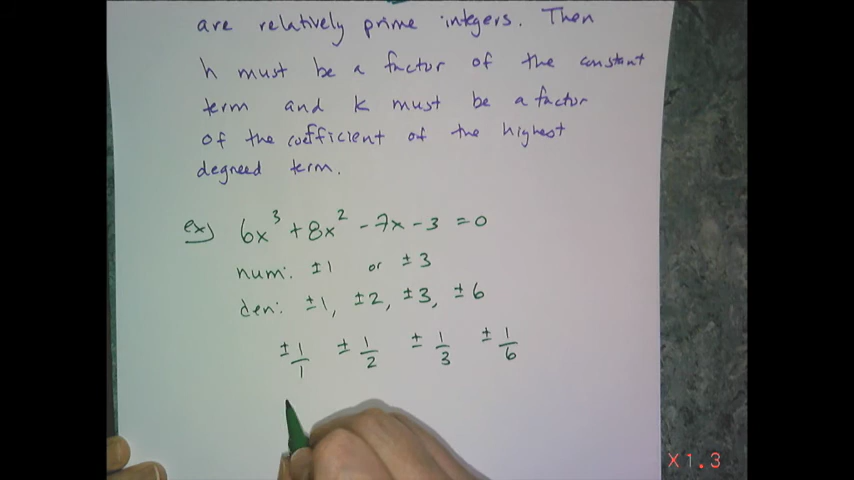 are relatively prime integers. Then
h must be a factor of the constant
term and k must be a factor
of the coefficient of the highest
degreed term.
ex) 6x³ + 8x² - 7x - 3 = 0
num: ±1 or ±3
den: ±1, ±2, ±3, ±6
± 1/1 ± 1/2 ± 1/3 ± 1/6
X1.3